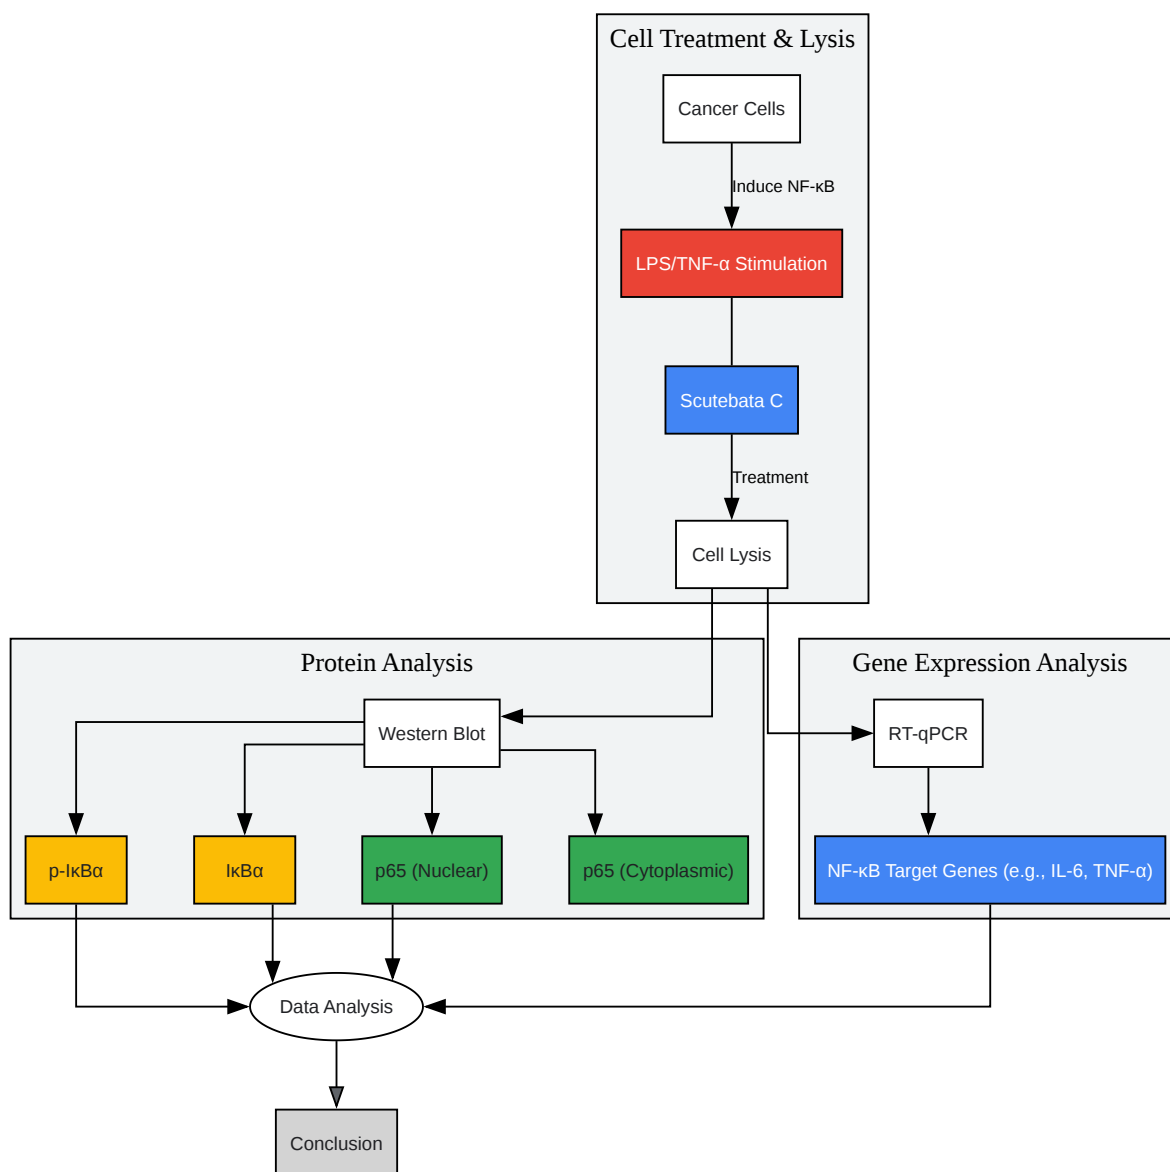 Cell Treatment & Lysis
Cancer Cells
Induce NF-κB
LPS/TNF-α Stimulation
Scutebata C
Treatment
Cell Lysis
Protein Analysis
Gene Expression Analysis
Western Blot
RT-qPCR
p-IκBα
IκBα
p65 (Nuclear)
p65 (Cytoplasmic)
NF-κB Target Genes (e.g., IL-6, TNF-α)
Data Analysis
Conclusion